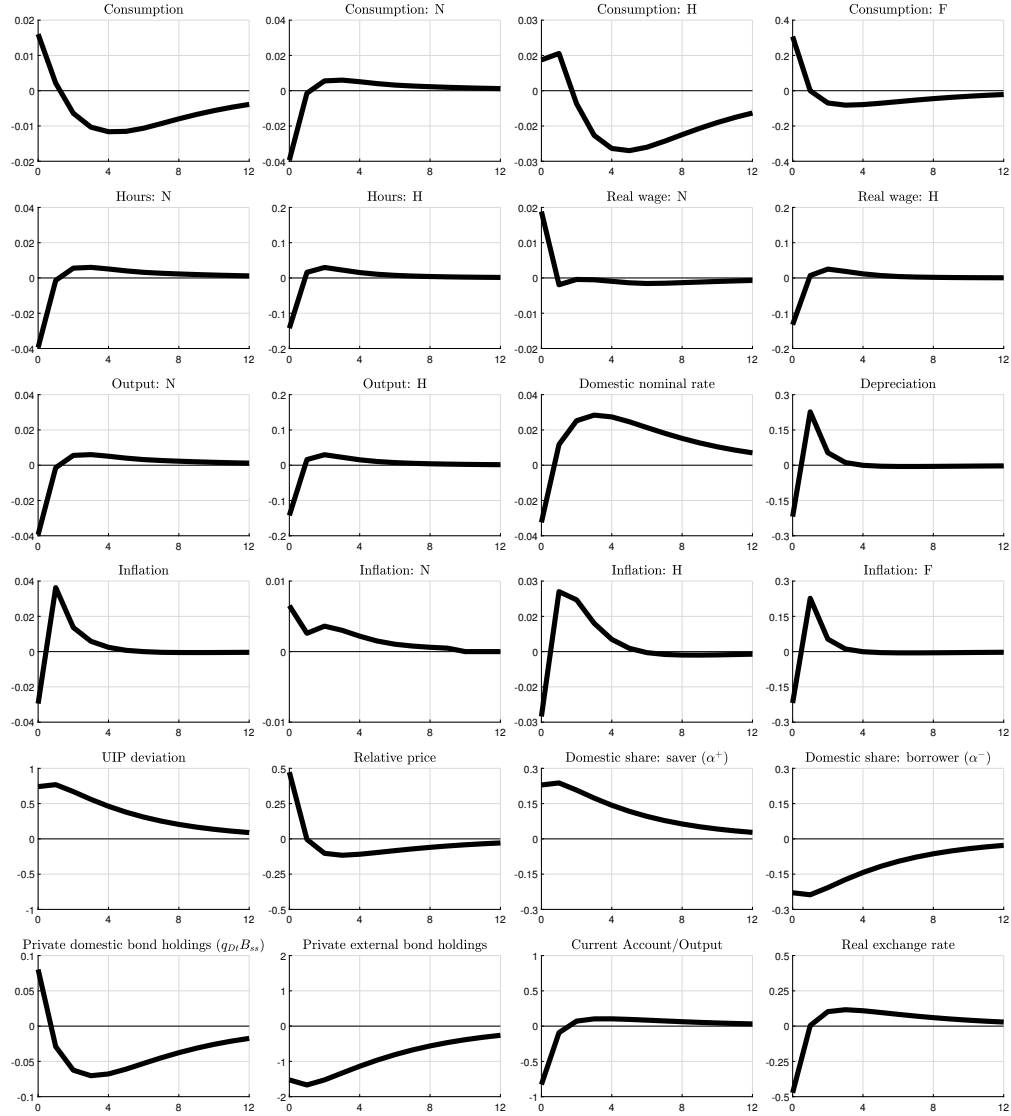 Consumption Consumption: N Consumption: H Consumption: F
0.02 0.04 0.03 0.4
0.01 0.02 0.02 0.2
0 0 0 0
-0.01 -0.02 -0.02 -0.2
-0.02 -0.04 -0.03 -0.4
0 4 8 12 0 4 8 12 0 4 8 12 0 4 8 12
Hours: N Hours: H Real wage: N Real wage: H
0.04 0.2 0.02 0.2
0.02 0.1 0.01 0.1
0 0 0 0
-0.02 -0.1 -0.01 -0.1
-0.04 -0.2 -0.02 -0.2
0 4 8 12 0 4 8 12 0 4 8 12 0 4 8 12
Output: N Output: H Domestic nominal rate Depreciation
0.04 0.2 0.04 0.3
0.02 0.1 0.02 0.15
0 0 0 0
-0.02 -0.1 -0.02 -0.15
-0.04 -0.2 -0.04 -0.3
0 4 8 12 0 4 8 12 0 4 8 12 0 4 8 12
Inflation Inflation: N Inflation: H Inflation: F
0.04 0.01 0.03 0.3
0.02 0.02 0.15
0 0 0 0
-0.02 -0.02 -0.15
-0.04 -0.01 -0.03 -0.3
0 4 8 12 0 4 8 12 0 4 8 12 0 4 8 12
UIP deviation Relative price Domestic share: saver (α⁺) Domestic share: borrower (α⁻)
1 0.5 0.3 0.3
0.5 0.25 0.15 0.15
0 0 0 0
-0.5 -0.25 -0.15 -0.15
-1 -0.5 -0.3 -0.3
0 4 8 12 0 4 8 12 0 4 8 12 0 4 8 12
Private domestic bond holdings (q_{Dt}B_{ss}) Private external bond holdings Current Account/Output Real exchange rate
0.1 2 1 0.5
0.05 1 0.5 0.25
0 0 0 0
-0.05 -1 -0.5 -0.25
-0.1 -2 -1 -0.5
0 4 8 12 0 4 8 12 0 4 8 12 0 4 8 12